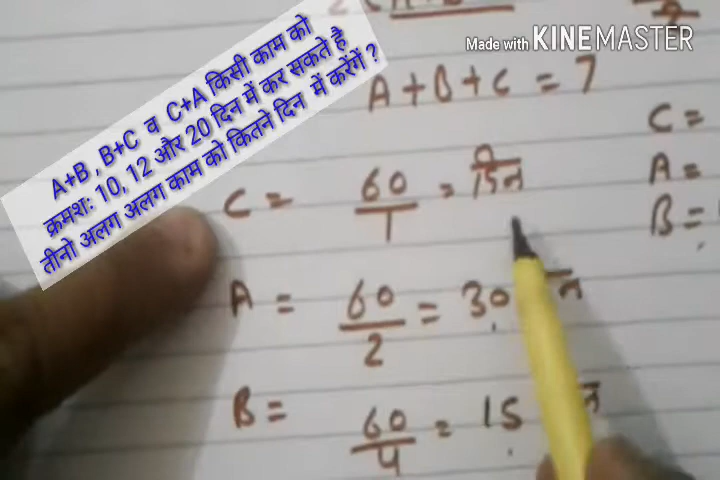 Made with KINEMASTER
A+B , B+C व C+A किसी काम को
क्रमशः 10, 12 और 20 दिन में कर सकते है,
तीनो अलग अलग काम को कितने दिन में करेंगें ?
A + B + C = 7
C =
A =
B =
C = 60/1 =
A = 60/2 = 30
B = 60/4 = 15